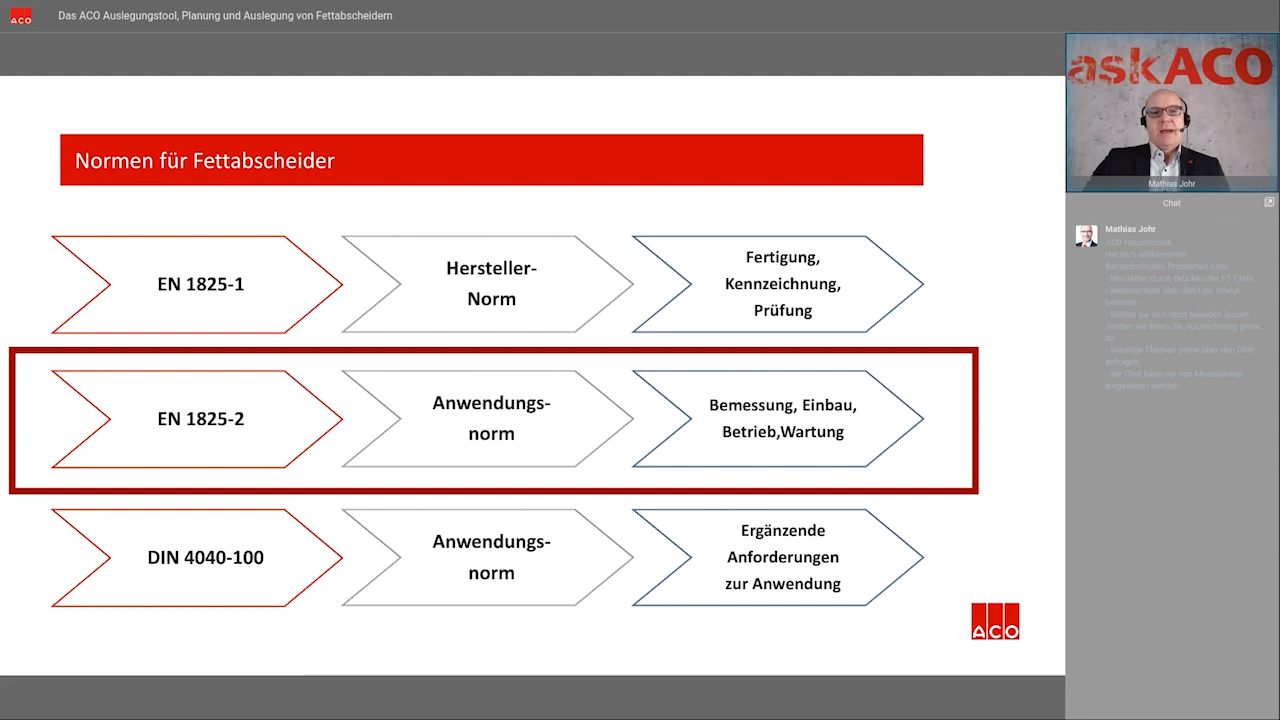 ACO
Das ACO Auslegungstool, Planung und Auslegung von Fettabscheidern
Normen für Fettabscheider
EN 1825-1
Hersteller-
Norm
Fertigung,
Kennzeichnung,
Prüfung
EN 1825-2
Anwendungs-
norm
Bemessung, Einbau,
Betrieb,Wartung
DIN 4040-100
Anwendungs-
norm
Ergänzende
Anforderungen
zur Anwendung
ACO
askACO
Mathias Johr
Chat
Mathias Johr
ACO Haustechnik
Herzlich willkommen!
Bei technischen Problemen bitte:
- Neu laden durch Drücken der F5 Taste
- Webinarraum über den Link erneut
betreten
- Sollten sie sich nicht beheben lassen
senden wir Ihnen die Aufzeichnung gerne
zu
- Sonstige Themen gerne über den Chat
anfragen,
- der Chat kann nur von Moderatoren
eingesehen werden.